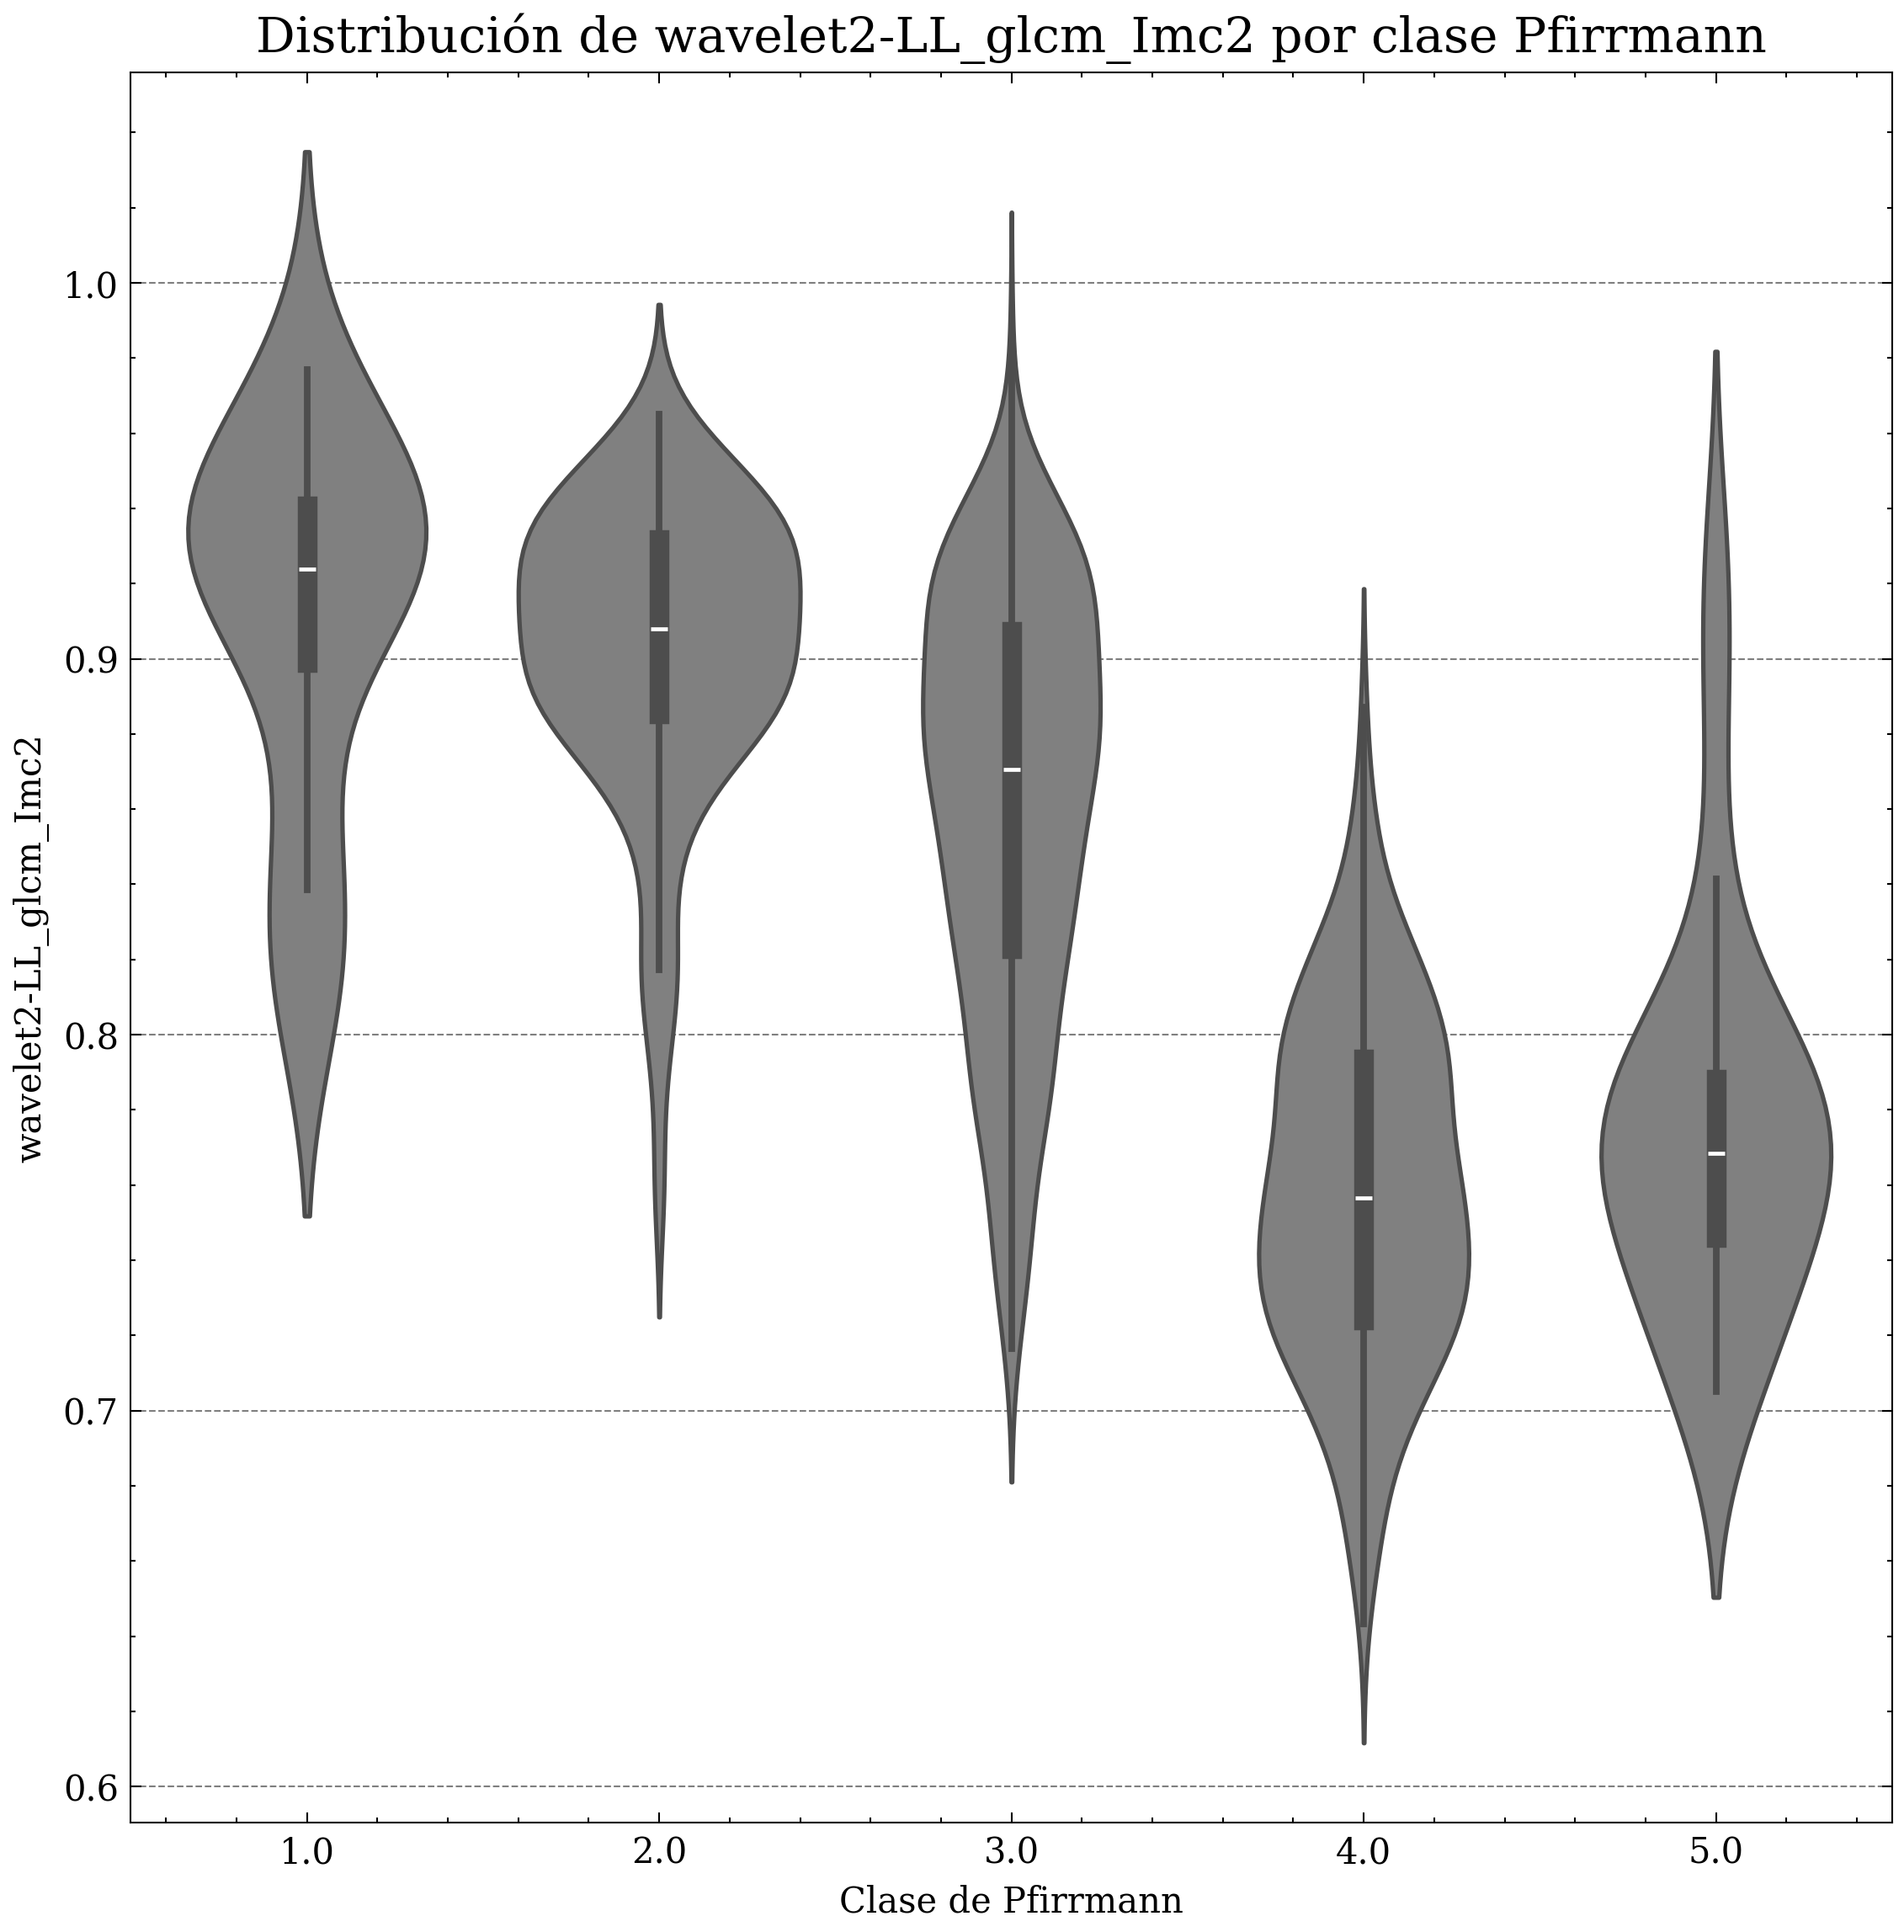 Distribución de wavelet2-LL_glcm_Imc2 por clase Pfirrmann
wavelet2-LL_glcm_Imc2
1.0
0.9
0.8
0.7
0.6
1.0 2.0 3.0 4.0 5.0
Clase de Pfirrmann